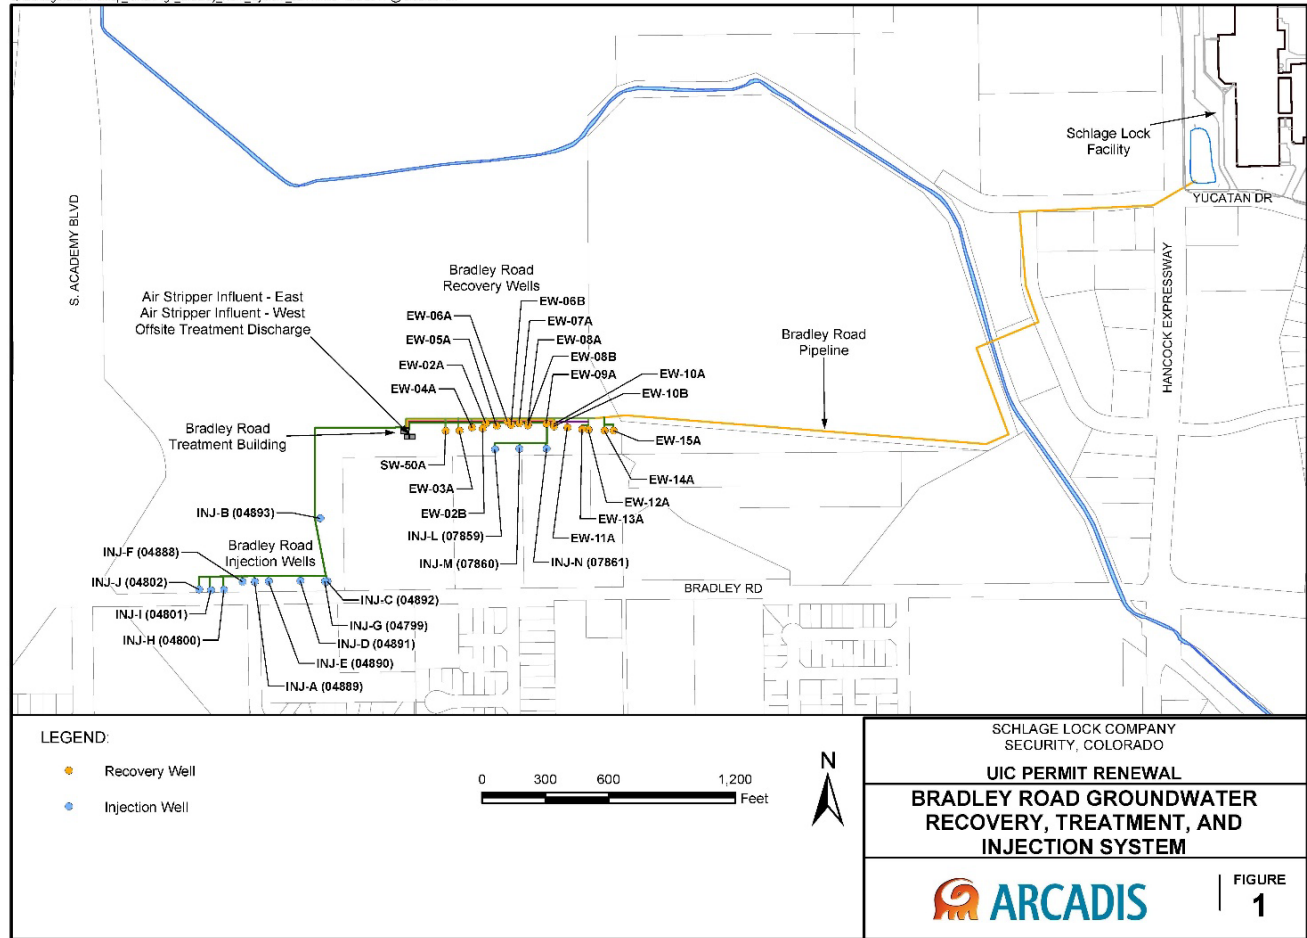 Schlage Lock
Facility
YUCATAN DR
S. ACADEMY BLVD
HANCOCK EXPRESSWAY
Bradley Road
Recovery Wells
Air Stripper Influent - East
Air Stripper Influent - West
Offsite Treatment Discharge
EW-06B
EW-06A
EW-07A
EW-05A
EW-08A
EW-08B
EW-02A
EW-09A
EW-04A
EW-10A
EW-10B
Bradley Road
Pipeline
Bradley Road
Treatment Building
EW-15A
SW-50A
EW-14A
EW-03A
EW-12A
EW-02B
EW-13A
INJ-L (07859)
EW-11A
INJ-M (07860)
INJ-N (07861)
INJ-B (04893)
Bradley Road
Injection Wells
INJ-F (04888)
INJ-J (04802)
INJ-I (04801)
INJ-H (04800)
INJ-C (04892)
INJ-G (04799)
INJ-D (04891)
INJ-E (04890)
INJ-A (04889)
BRADLEY RD
LEGEND:
Recovery Well
Injection Well
0 300 600 1,200
Feet
N
SCHLAGE LOCK COMPANY
SECURITY, COLORADO
UIC PERMIT RENEWAL
BRADLEY ROAD GROUNDWATER
RECOVERY, TREATMENT, AND
INJECTION SYSTEM
ARCADIS
FIGURE
1